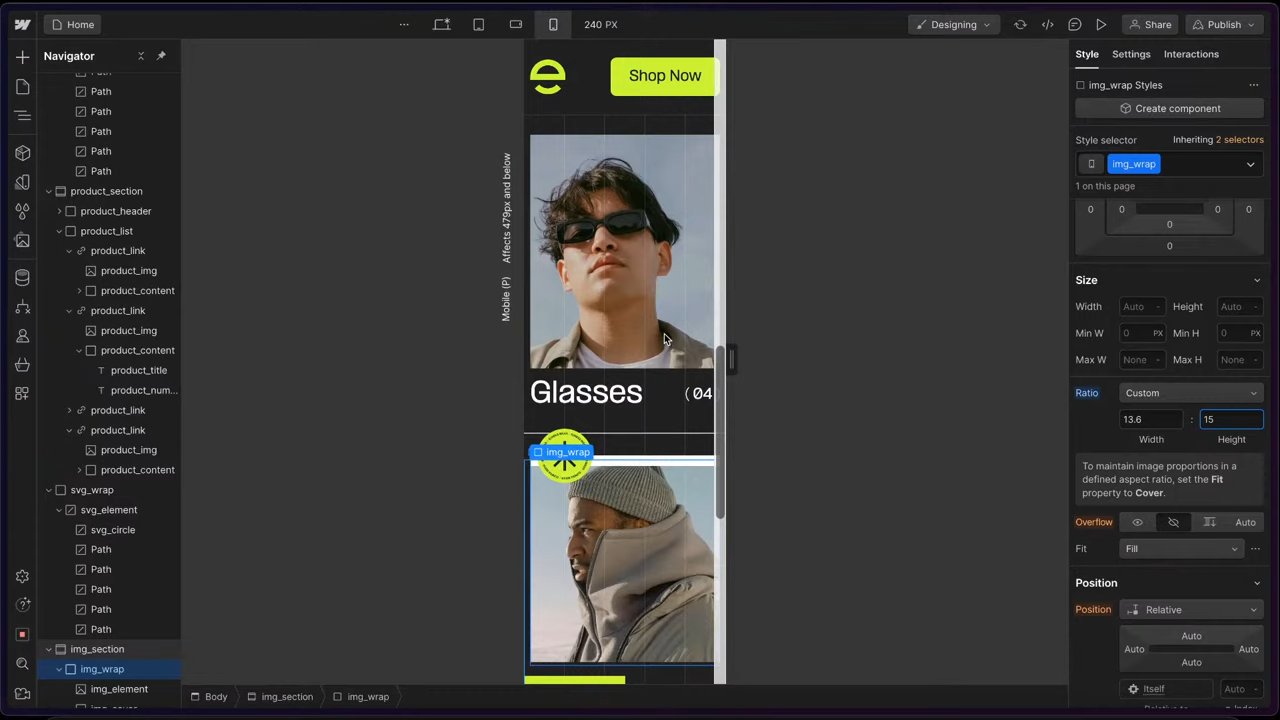 Home
240 PX
Designing
Share
Publish
Navigator
Path
Path
Path
Path
Path
product_section
product_header
product_list
product_link
product_img
product_content
product_link
product_img
product_content
product_title
product_num...
product_link
product_link
product_img
product_content
svg_wrap
svg_element
svg_circle
Path
Path
Path
Path
Path
img_section
img_wrap
img_element
Shop Now
Mobile (P) Affects 479px and below
Glasses
(04
img_wrap
Body
img_section
img_wrap
Style
Settings
Interactions
img_wrap Styles
Create component
Style selector
Inheriting 2 selectors
img_wrap
1 on this page
0 0 0 0
0
0
Size
Width Auto Height Auto
Min W 0 PX Min H 0 PX
Max W None Max H None
Ratio Custom
13.6 : 15
Width Height
To maintain image proportions in a
defined aspect ratio, set the Fit
property to Cover.
Overflow Auto
Fit Fill
Position
Position Relative
Auto
Auto Auto
Auto
Itself Auto